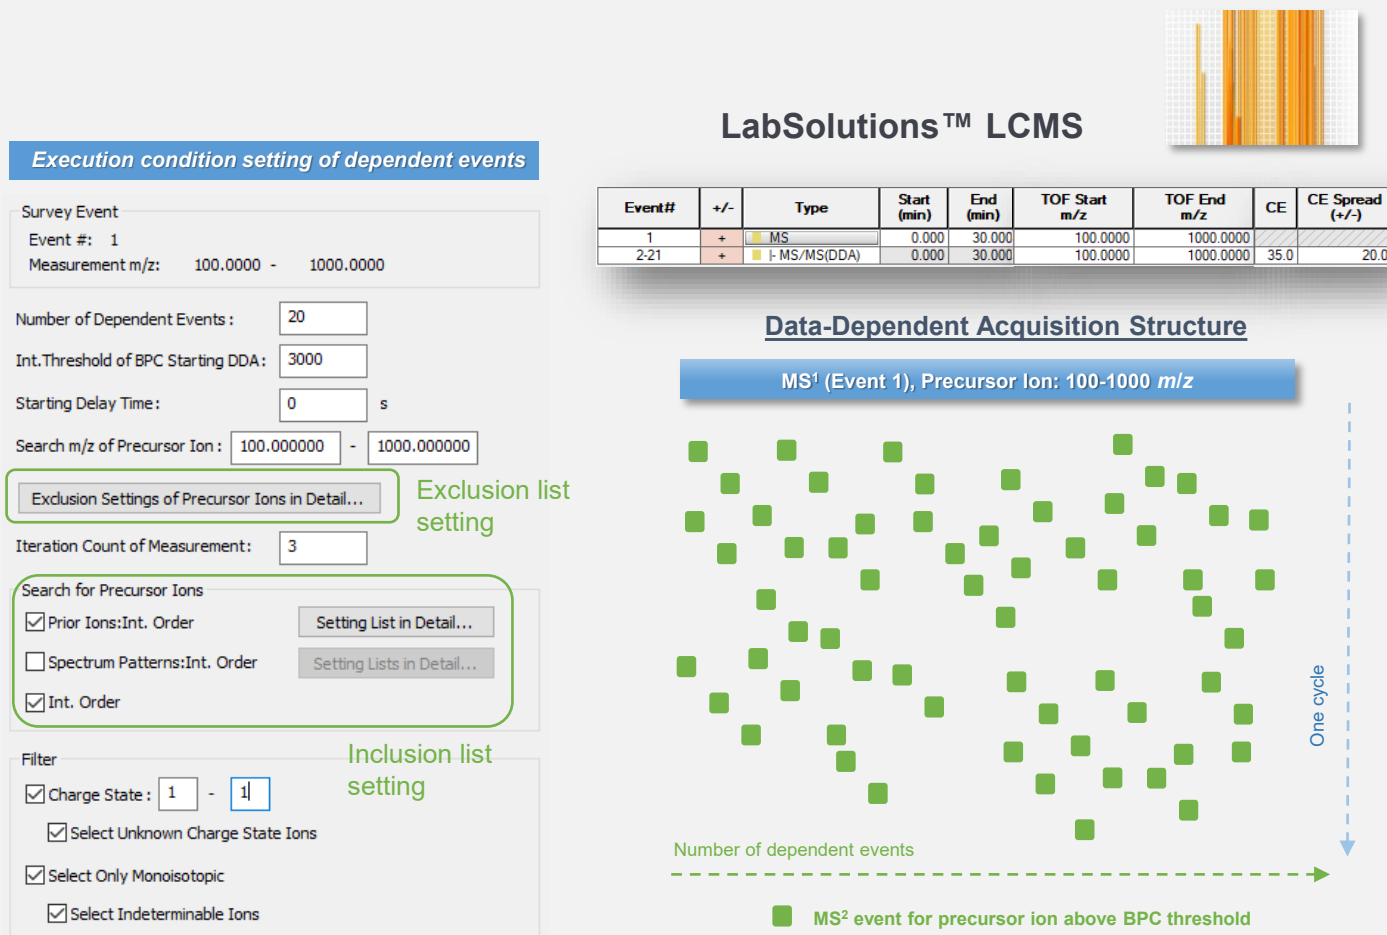 LabSolutions™ LCMS
Execution condition setting of dependent events
Survey Event
Event #: 1
Measurement m/z: 100.0000 - 1000.0000
Number of Dependent Events : 20
Int.Threshold of BPC Starting DDA: 3000
Starting Delay Time: 0 s
Search m/z of Precursor Ion : 100.000000 - 1000.000000
Exclusion Settings of Precursor Ions in Detail...
Exclusion list
setting
Iteration Count of Measurement: 3
Search for Precursor Ions
Prior Ions:Int. Order Setting List in Detail...
Spectrum Patterns:Int. Order Setting Lists in Detail...
Int. Order
Inclusion list
setting
Filter
Charge State : 1 - 1
Select Unknown Charge State Ions
Select Only Monoisotopic
Select Indeterminable Ions
Event# +/- Type Start (min) End (min) TOF Start m/z TOF End m/z CE CE Spread (+/-)
1 + MS 0.000 30.000 100.0000 1000.0000
2-21 + |- MS/MS(DDA) 0.000 30.000 100.0000 1000.0000 35.0 20.0
Data-Dependent Acquisition Structure
MS¹ (Event 1), Precursor Ion: 100-1000 m/z
One cycle
Number of dependent events
MS² event for precursor ion above BPC threshold